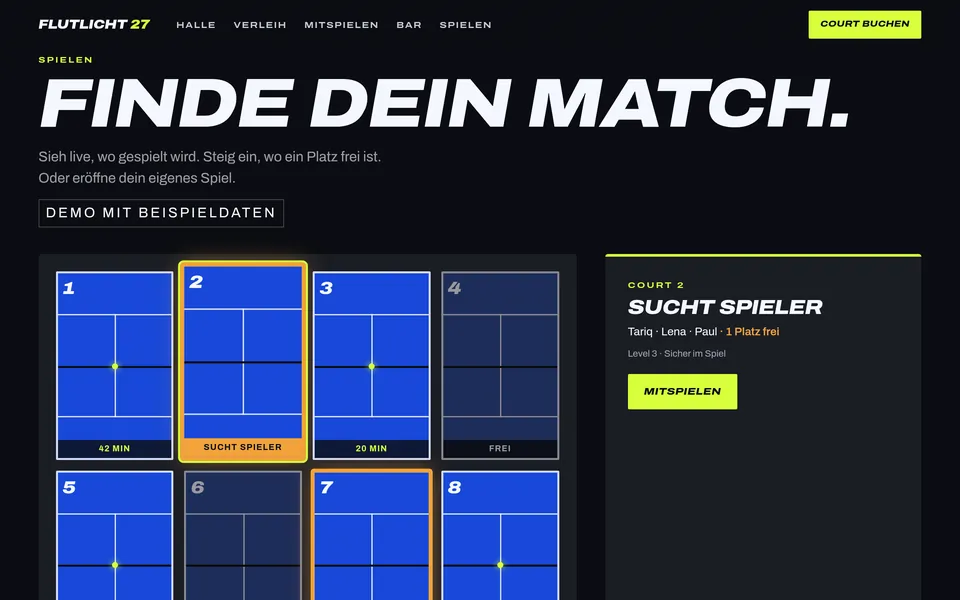 FLUTLICHT 27 HALLE VERLEIH MITSPIELEN BAR SPIELEN COURT BUCHEN
SPIELEN
FINDE DEIN MATCH.
Sieh live, wo gespielt wird. Steig ein, wo ein Platz frei ist.
Oder eröffne dein eigenes Spiel.
DEMO MIT BEISPIELDATEN
1 2 3 4
42 MIN SUCHT SPIELER 20 MIN FREI
5 6 7 8
COURT 2
SUCHT SPIELER
Tariq · Lena · Paul · 1 Platz frei
Level 3 · Sicher im Spiel
MITSPIELEN